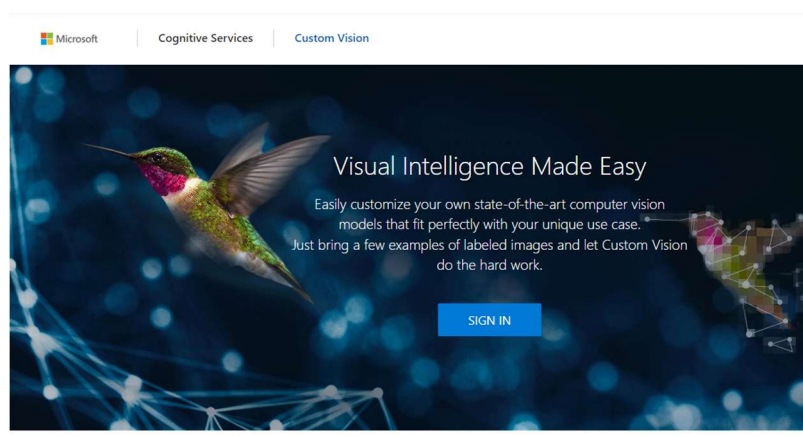 Microsoft Cognitive Services Custom Vision
Visual Intelligence Made Easy
Easily customize your own state-of-the-art computer vision
models that fit perfectly with your unique use case.
Just bring a few examples of labeled images and let Custom Vision
do the hard work.
SIGN IN